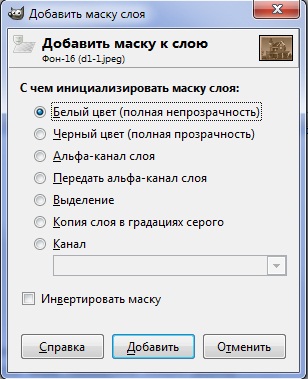 Добавить маску слоя
Добавить маску к слою
Фон-16 (d1-1.jpeg)
С чем инициализировать маску слоя:
Белый цвет (полная непрозрачность)
Черный цвет (полная прозрачность)
Альфа-канал слоя
Передать альфа-канал слоя
Выделение
Копия слоя в градациях серого
Канал
Инвертировать маску
Справка Добавить Отменить